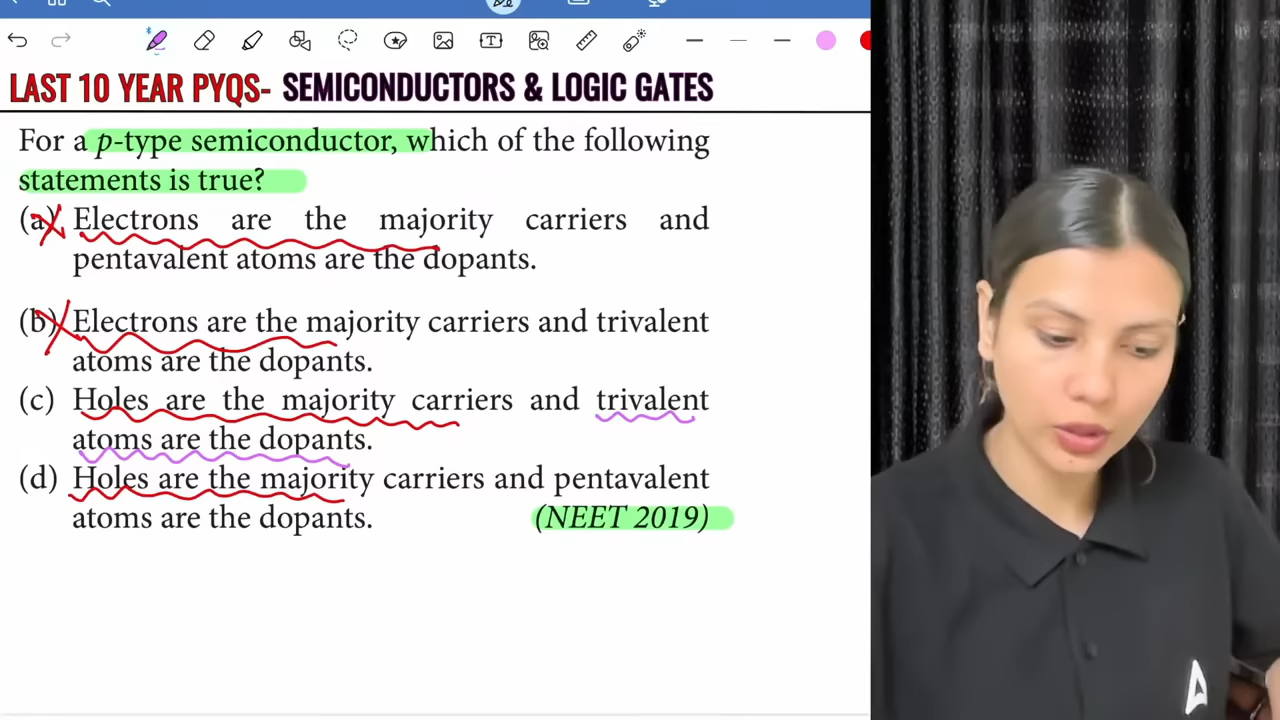 LAST 10 YEAR PYQS- SEMICONDUCTORS & LOGIC GATES
For a p-type semiconductor, which of the following
statements is true?
(a) Electrons are the majority carriers and
pentavalent atoms are the dopants.
(b) Electrons are the majority carriers and trivalent
atoms are the dopants.
(c) Holes are the majority carriers and trivalent
atoms are the dopants.
(d) Holes are the majority carriers and pentavalent
atoms are the dopants. (NEET 2019)